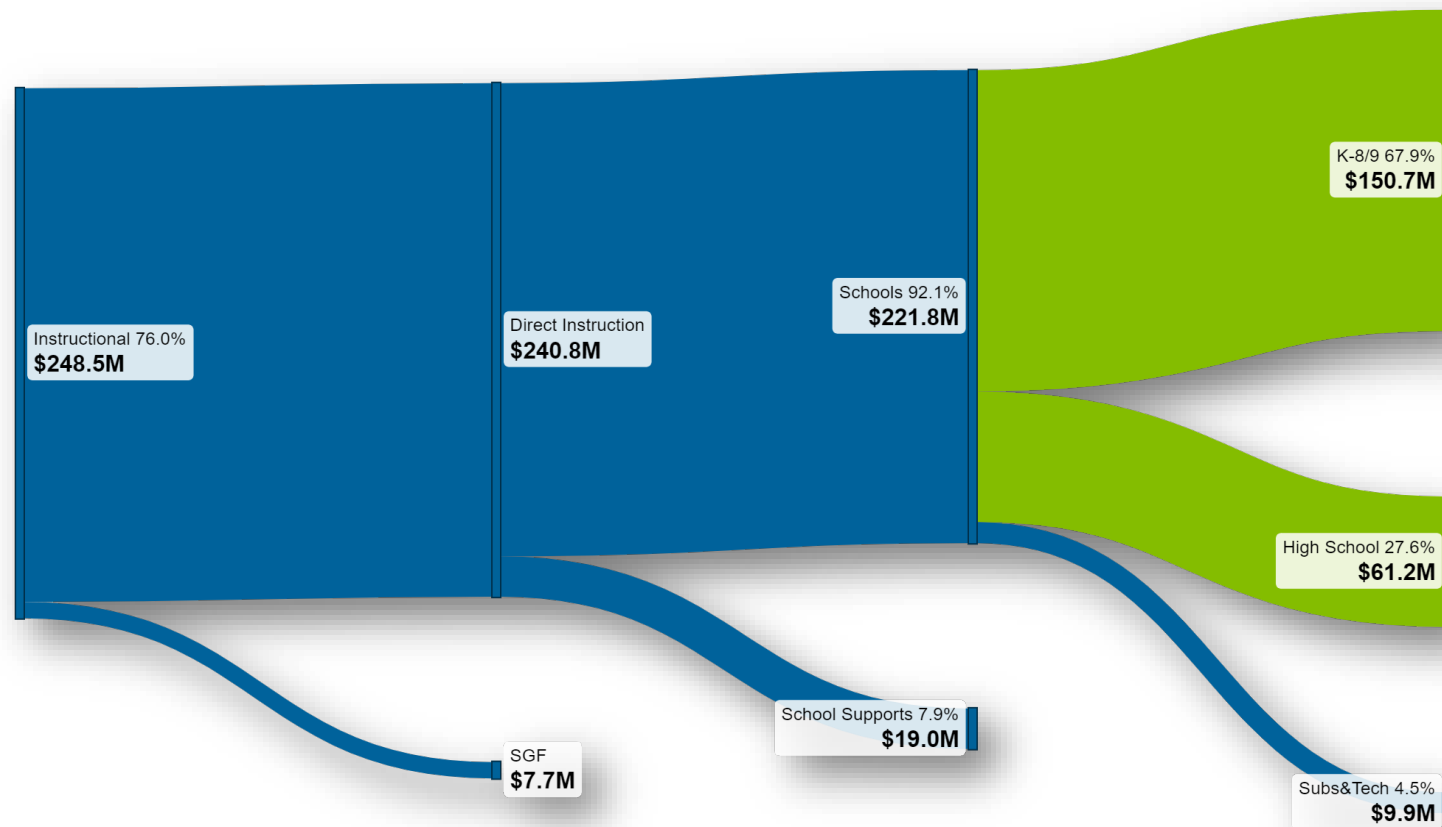 K-8/9 67.9%
$150.7M
Schools 92.1%
$221.8M
Direct Instruction
$240.8M
Instructional 76.0%
$248.5M
High School 27.6%
$61.2M
School Supports 7.9%
$19.0M
SGF
$7.7M
Subs&Tech 4.5%
$9.9M